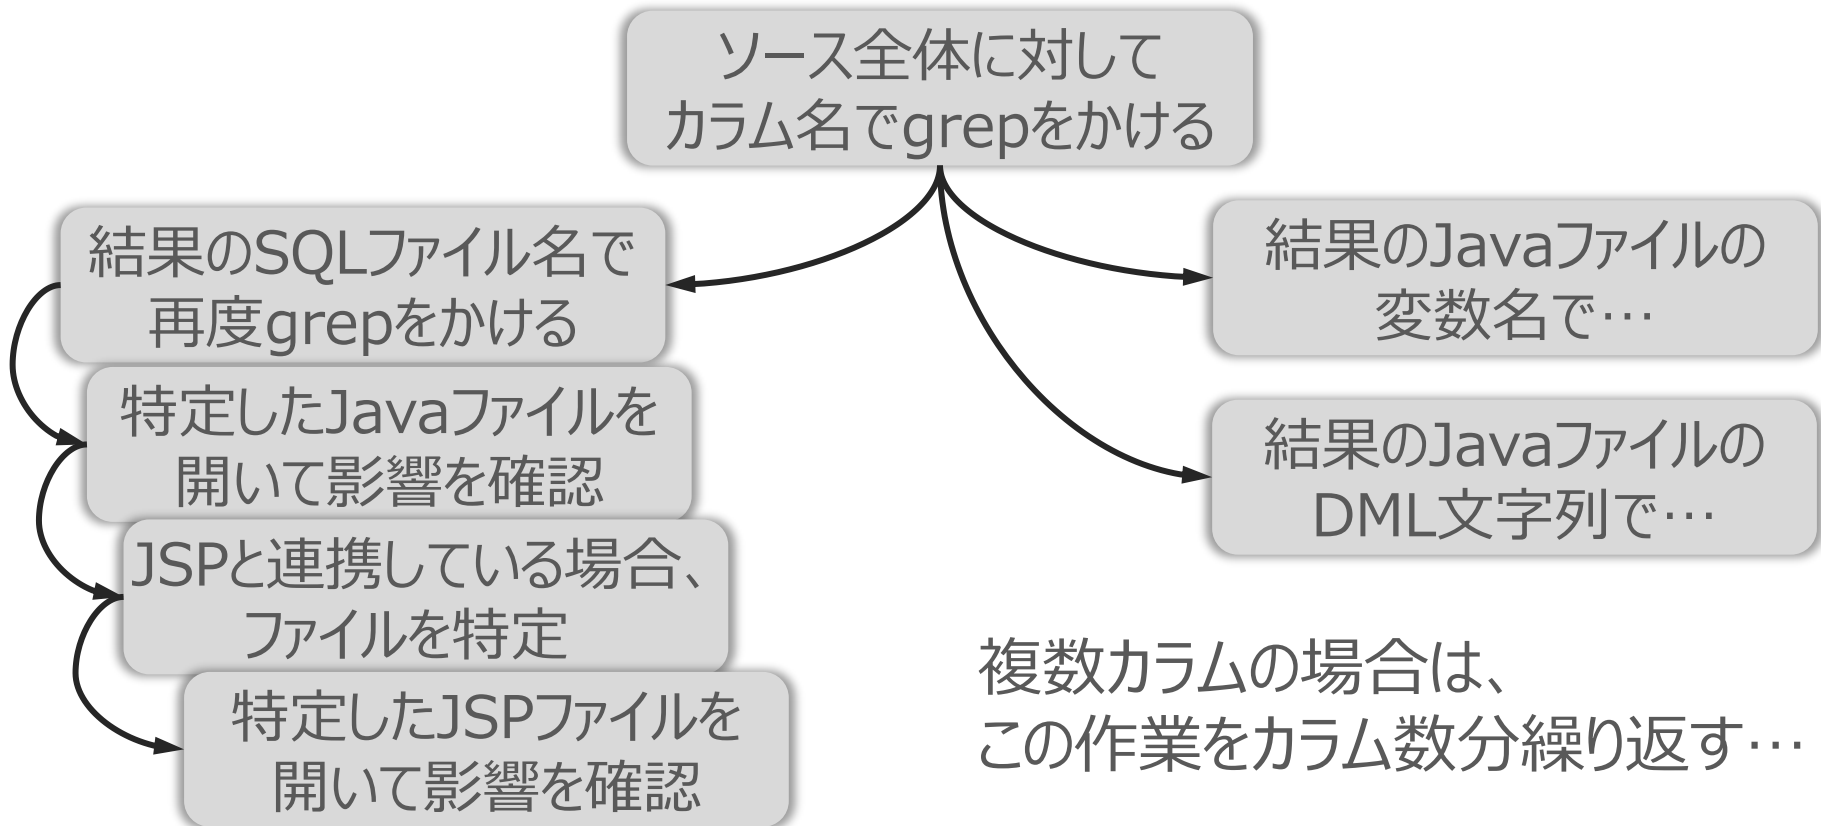 ソース全体に対して
カラム名でgrepをかける
結果のSQLファイル名で
再度grepをかける
特定したJavaファイルを
開いて影響を確認
JSPと連携している場合、
ファイルを特定
特定したJSPファイルを
開いて影響を確認
結果のJavaファイルの
変数名で…
結果のJavaファイルの
DML文字列で…
複数カラムの場合は、
この作業をカラム数分繰り返す…